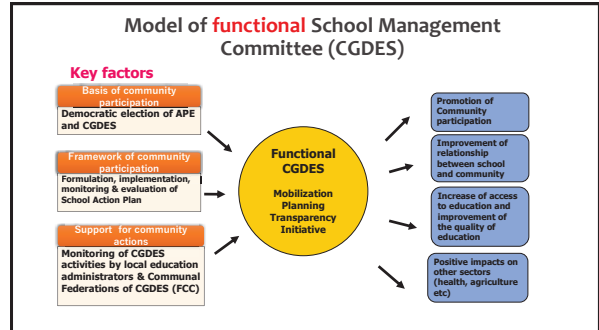 Model of functional School Management
Committee (CGDES)
Key factors
Basis of community
participation
Democratic election of APE
and CGDES
Framework of community
participation
Formulation, implementation,
monitoring & evaluation of
School Action Plan
Support for community
actions
Monitoring of CGDES
activities by local education
administrators & Communal
Federations of CGDES (FCC)
Functional
CGDES
Mobilization
Planning
Transparency
Initiative
Promotion of
Community
participation
Improvement of
relationship
between school
and community
Increase of access
to education and
improvement of
the quality of
education
Positive impacts on
other sectors
(health, agriculture
etc)